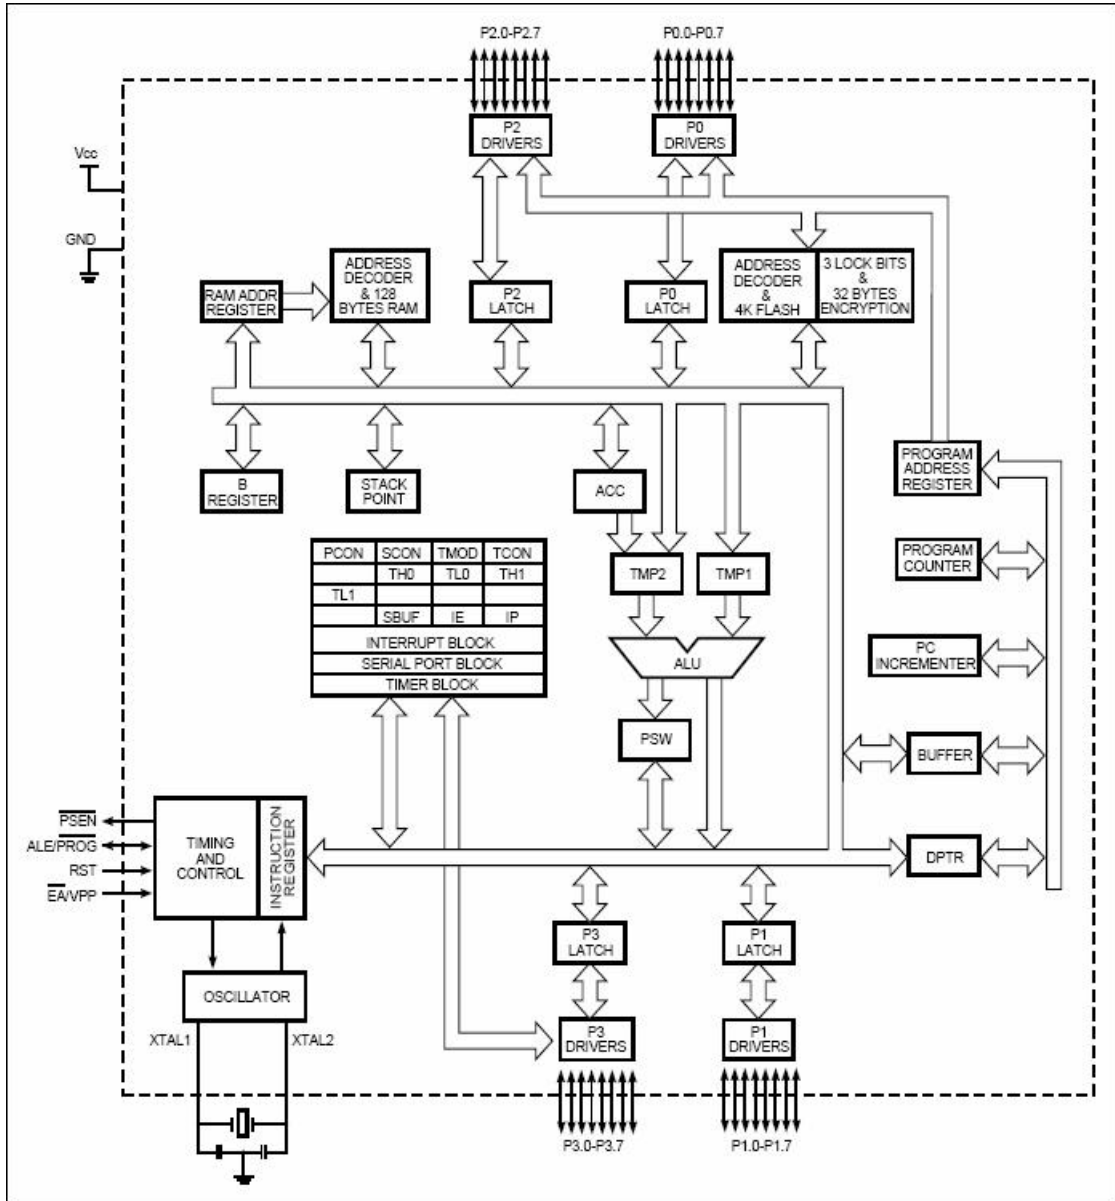 P2.0-P2.7
P0.0-P0.7
P2
DRIVERS
P0
DRIVERS
Vcc
GND
RAM ADDR
REGISTER
ADDRESS
DECODER
& 128
BYTES RAM
P2
LATCH
P0
LATCH
ADDRESS
DECODER
&
4K FLASH
3 LOCK BITS
&
32 BYTES
ENCRYPTION
B
REGISTER
STACK
POINT
ACC
PROGRAM
ADDRESS
REGISTER
PCON SCON TMOD TCON
TH0 TL0 TH1
TL1
SBUF IE IP
INTERRUPT BLOCK
SERIAL PORT BLOCK
TIMER BLOCK
TMP2
TMP1
PROGRAM
COUNTER
ALU
PC
INCREMENTER
PSW
BUFFER
PSEN
ALE/PROG
RST
EA/VPP
TIMING
AND
CONTROL
INSTRUCTION
REGISTER
DPTR
P3
LATCH
P1
LATCH
OSCILLATOR
XTAL1
XTAL2
P3
DRIVERS
P1
DRIVERS
P3.0-P3.7
P1.0-P1.7